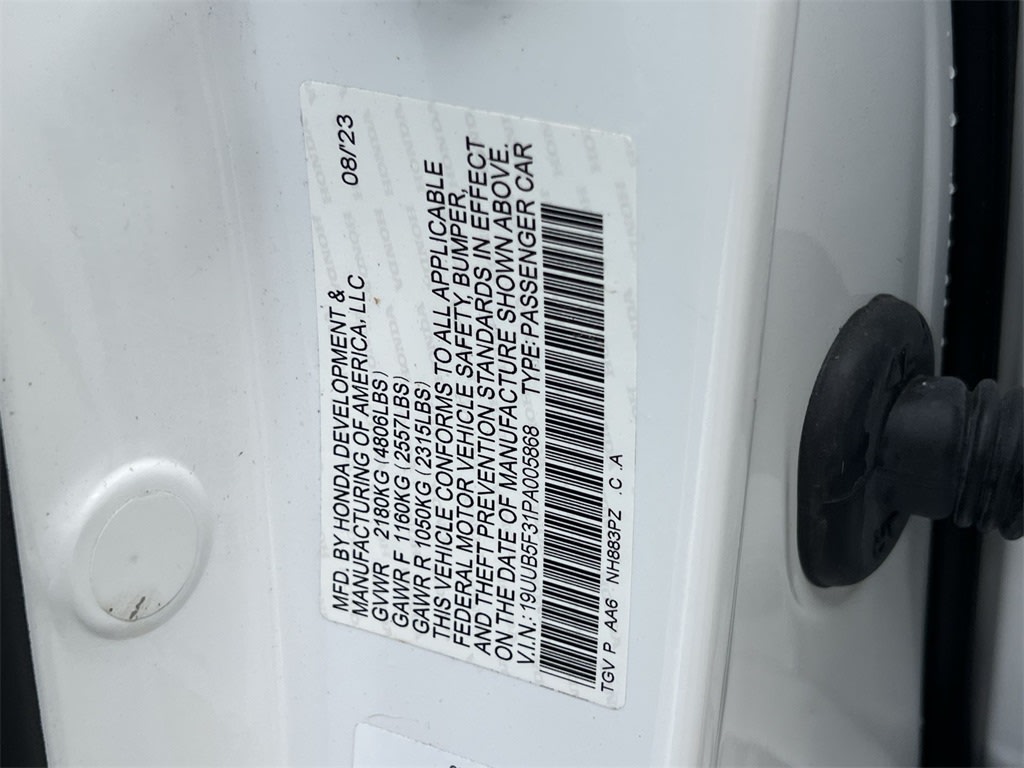 MFD. BY HONDA DEVELOPMENT &
MANUFACTURING OF AMERICA, LLC 08/'23
GVWR 2180KG (4806LBS)
GAWR F 1160KG (2557LBS)
GAWR R 1050KG (2315LBS)
THIS VEHICLE CONFORMS TO ALL APPLICABLE
FEDERAL MOTOR VEHICLE SAFETY, BUMPER,
AND THEFT PREVENTION STANDARDS IN EFFECT
ON THE DATE OF MANUFACTURE SHOWN ABOVE.
V.I.N.: 19UUB5F31PA005868 TYPE: PASSENGER CAR
TGV P AA6 NH883PZ .C .A